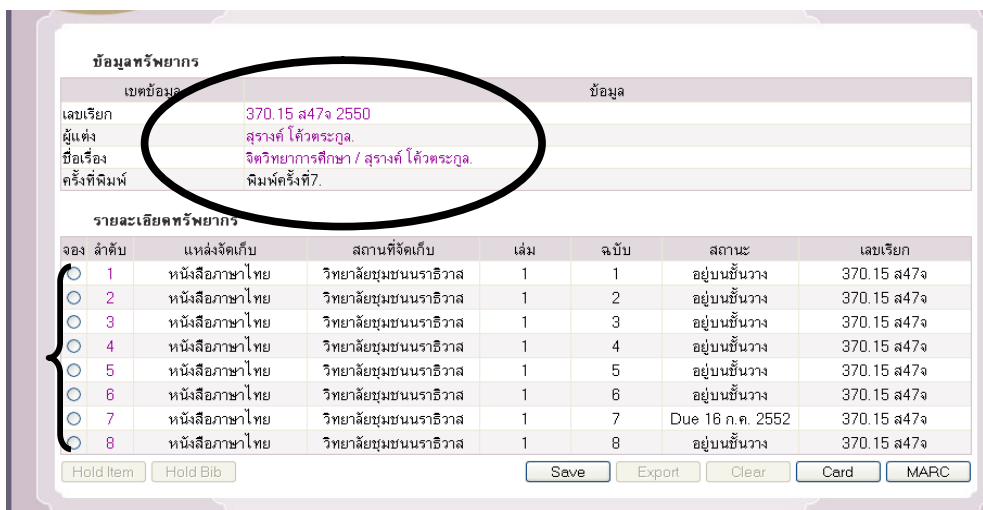 ข้อมูลทรัพยากร
เขตข้อมูล ข้อมูล
เลขเรียก 370.15 ส47จ 2550
ผู้แต่ง สุรางค์ โค้วตระกูล.
ชื่อเรื่อง จิตวิทยาการศึกษา / สุรางค์ โค้วตระกูล.
ครั้งที่พิมพ์ พิมพ์ครั้งที่7.
รายละเอียดทรัพยากร
จอง ลำดับ แหล่งจัดเก็บ สถานที่จัดเก็บ เล่ม ฉบับ สถานะ เลขเรียก
1 หนังสือภาษาไทย วิทยาลัยชุมชนนราธิวาส 1 1 อยู่บนชั้นวาง 370.15 ส47จ
2 หนังสือภาษาไทย วิทยาลัยชุมชนนราธิวาส 1 2 อยู่บนชั้นวาง 370.15 ส47จ
3 หนังสือภาษาไทย วิทยาลัยชุมชนนราธิวาส 1 3 อยู่บนชั้นวาง 370.15 ส47จ
4 หนังสือภาษาไทย วิทยาลัยชุมชนนราธิวาส 1 4 อยู่บนชั้นวาง 370.15 ส47จ
5 หนังสือภาษาไทย วิทยาลัยชุมชนนราธิวาส 1 5 อยู่บนชั้นวาง 370.15 ส47จ
6 หนังสือภาษาไทย วิทยาลัยชุมชนนราธิวาส 1 6 อยู่บนชั้นวาง 370.15 ส47จ
7 หนังสือภาษาไทย วิทยาลัยชุมชนนราธิวาส 1 7 Due 16 ก.ค. 2552 370.15 ส47จ
8 หนังสือภาษาไทย วิทยาลัยชุมชนนราธิวาส 1 8 อยู่บนชั้นวาง 370.15 ส47จ
Hold Item Hold Bib Save Export Clear Card MARC